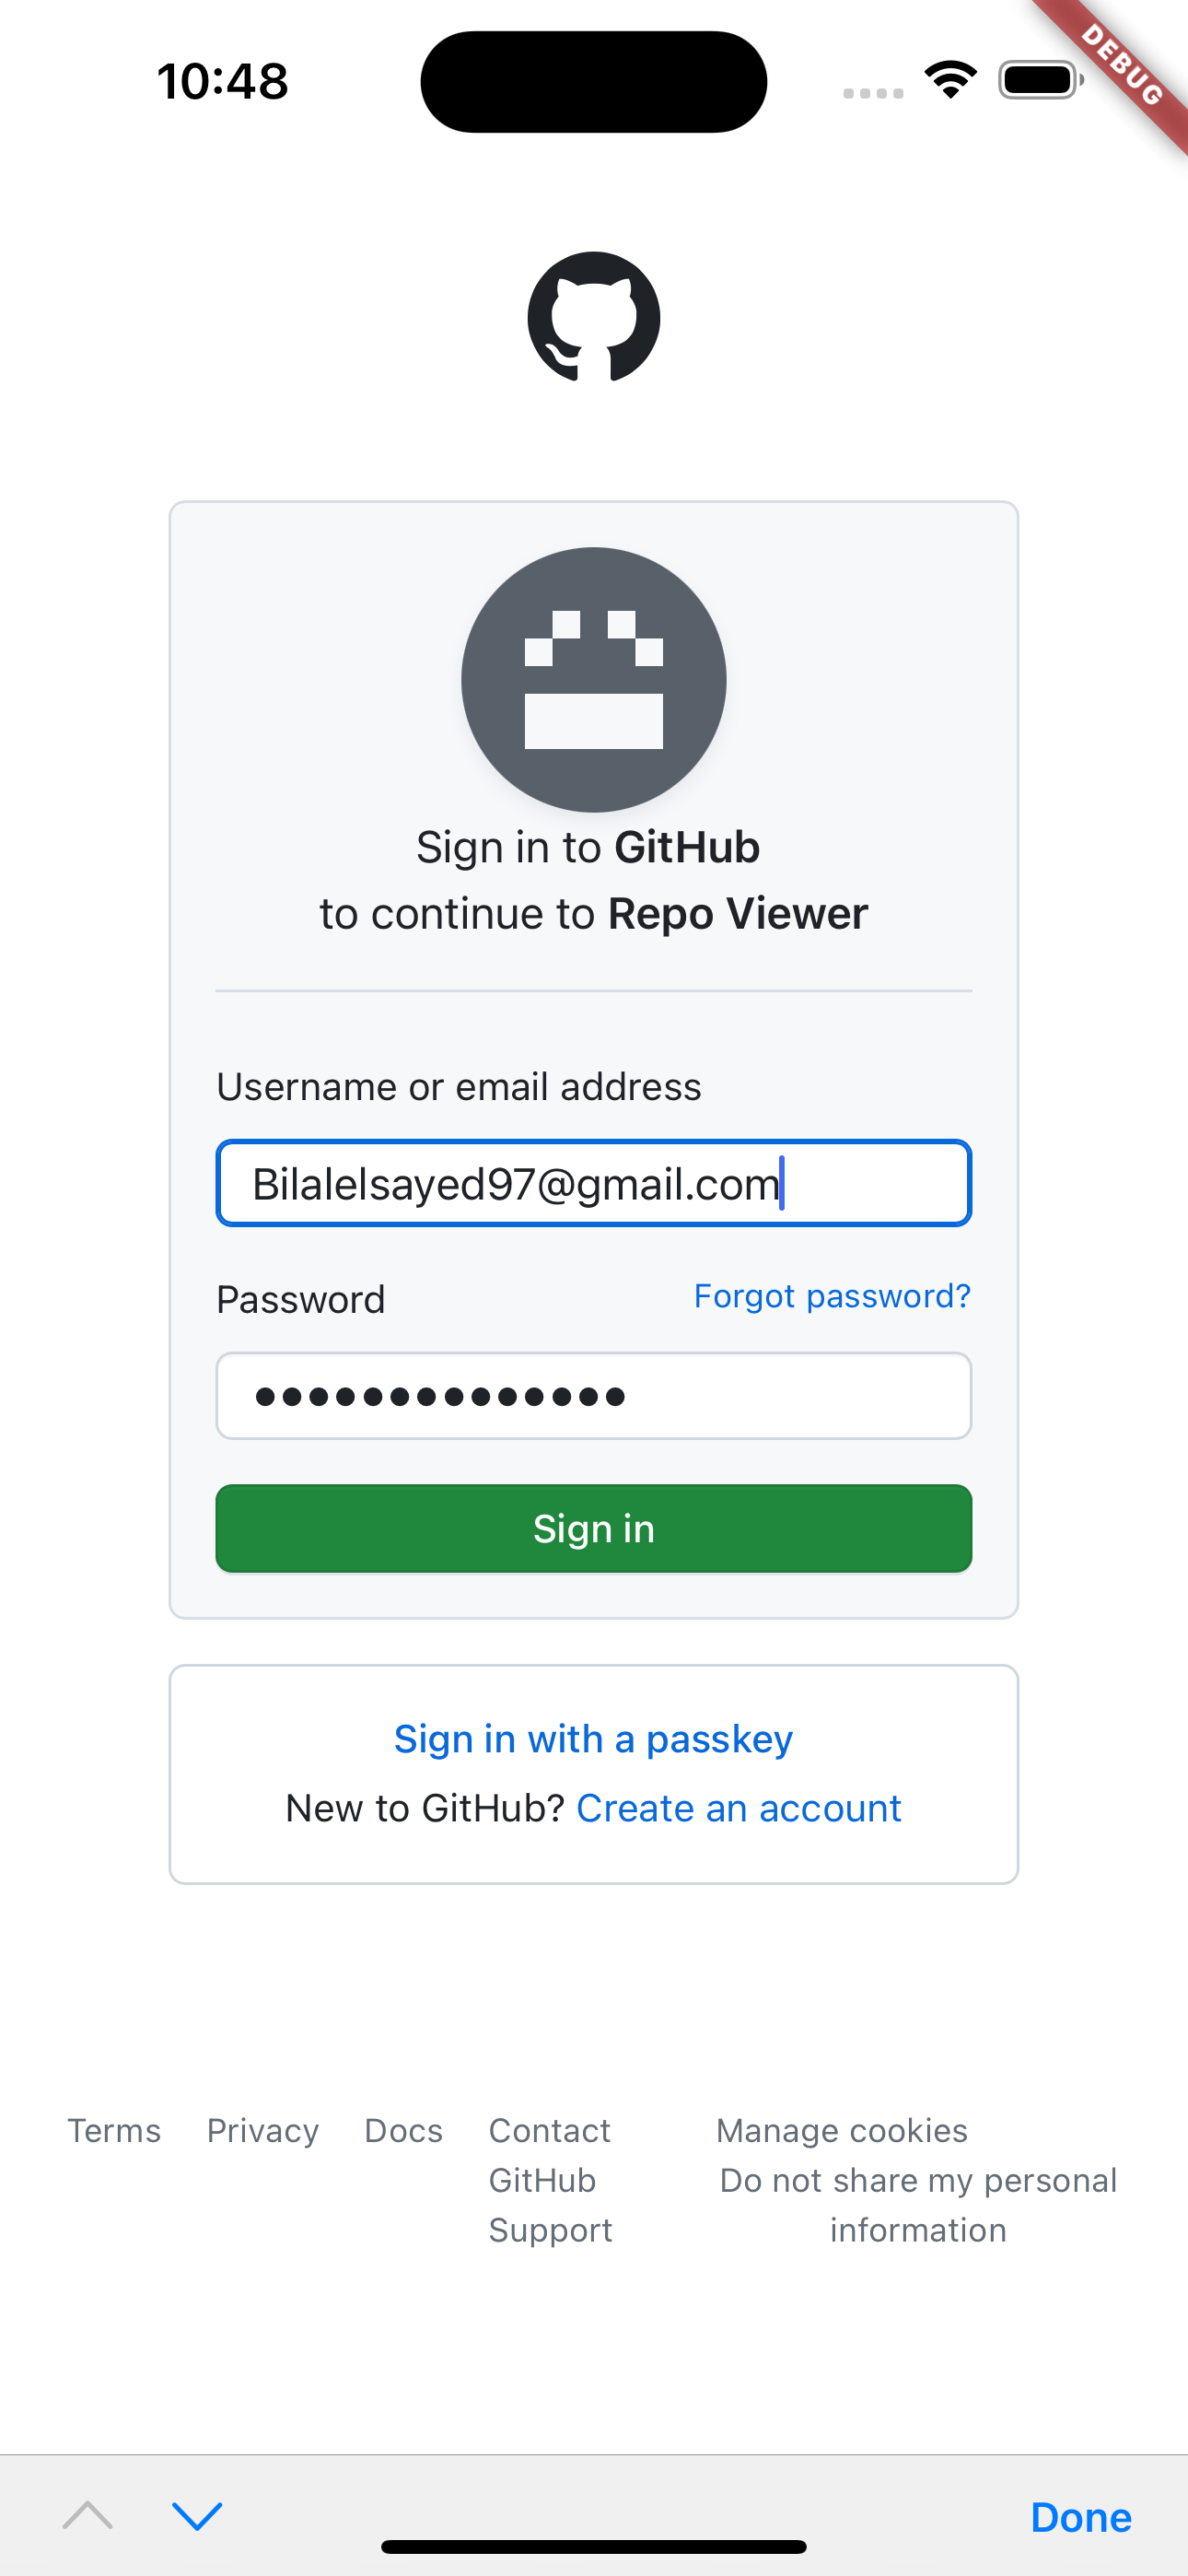 10:48
DEBUG
Sign in to GitHub
to continue to Repo Viewer
Username or email address
Bilalelsayed97@gmail.com
Password
Forgot password?
Sign in
Sign in with a passkey
New to GitHub? Create an account
Terms
Privacy
Docs
Contact
GitHub
Support
Manage cookies
Do not share my personal
information
Done